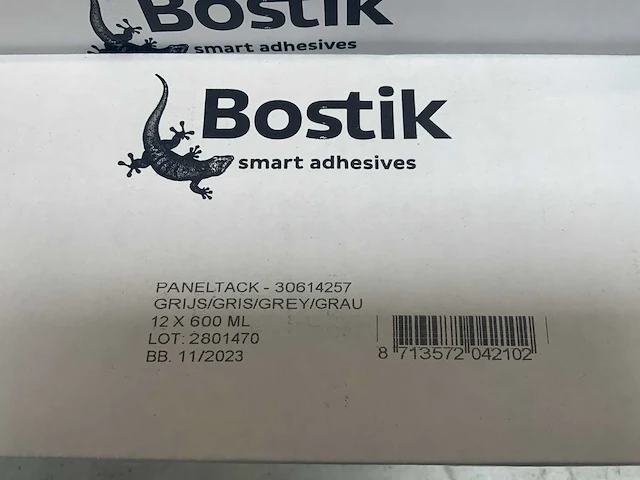 Bostik
smart adhesives
Bostik
smart adhesives
PANELTACK - 30614257
GRIJS/GRIS/GREY/GRAU
12 X 600 ML
LOT: 2801470
BB. 11/2023
8 713572 042102